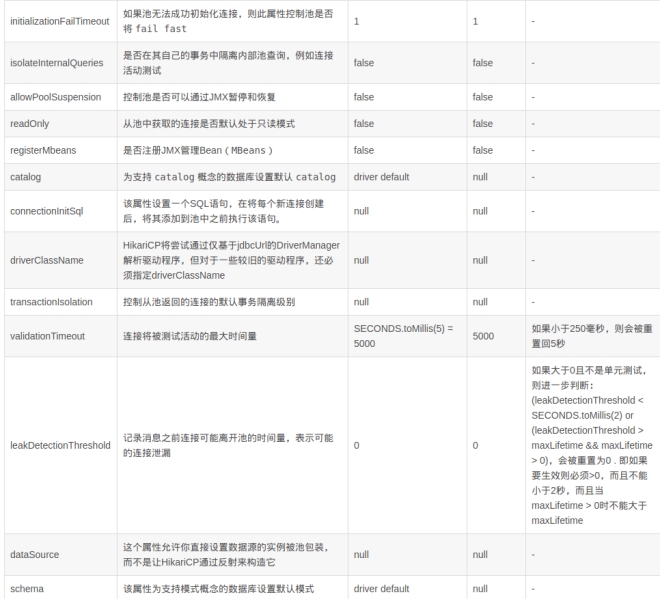 initializationFailTimeout
如果池无法成功初始化连接，则此属性控制池是否
将 fail fast
1
1
-
isolateInternalQueries
是否在其自己的事务中隔离内部池查询，例如连接
活动测试
false
false
-
allowPoolSuspension
控制池是否可以通过JMX暂停和恢复
false
false
-
readOnly
从池中获取的连接是否默认处于只读模式
false
false
-
registerMbeans
是否注册JMX管理Bean ( MBeans )
false
false
-
catalog
为支持 catalog 概念的数据库设置默认 catalog
driver default
null
-
connectionInitSql
该属性设置一个SQL语句，在将每个新连接创建
后，将其添加到池中之前执行该语句。
null
null
-
driverClassName
HikariCP将尝试通过仅基于jdbcUrl的DriverManager
解析驱动程序，但对于一些较旧的驱动程序，还必
须指定driverClassName
null
null
-
transactionIsolation
控制从池返回的连接的默认事务隔离级别
null
null
-
validationTimeout
连接将被测试活动的最大时间量
SECONDS.toMillis(5) =
5000
5000
如果小于250毫秒，则会被重
置回5秒
leakDetectionThreshold
记录消息之前连接可能离开池的时间量，表示可能
的连接泄漏
0
0
如果大于0且不是单元测试，
则进一步判断：
(leakDetectionThreshold <
SECONDS.toMillis(2) or
(leakDetectionThreshold >
maxLifetime && maxLifetime
> 0)，会被重置为0 . 即如果
要生效则必须>0，而且不能
小于2秒，而且当
maxLifetime > 0时不能大于
maxLifetime
dataSource
这个属性允许你直接设置数据源的实例被池包装，
而不是让HikariCP通过反射来构造它
null
null
-
schema
该属性为支持模式概念的数据库设置默认模式
driver default
null
-